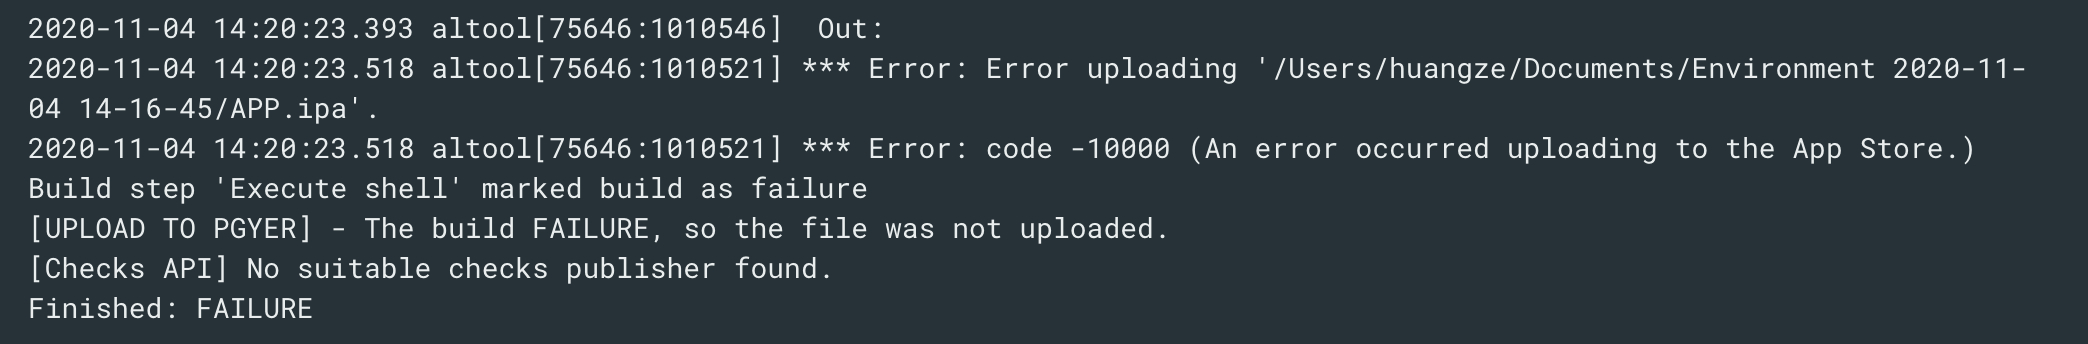 2020-11-04 14:20:23.393 altool[75646:1010546]  Out:
2020-11-04 14:20:23.518 altool[75646:1010521] *** Error: Error uploading '/Users/huangze/Documents/Environment 2020-11-
04 14-16-45/APP.ipa'.
2020-11-04 14:20:23.518 altool[75646:1010521] *** Error: code -10000 (An error occurred uploading to the App Store.)
Build step 'Execute shell' marked build as failure
[UPLOAD TO PGYER] - The build FAILURE, so the file was not uploaded.
[Checks API] No suitable checks publisher found.
Finished: FAILURE